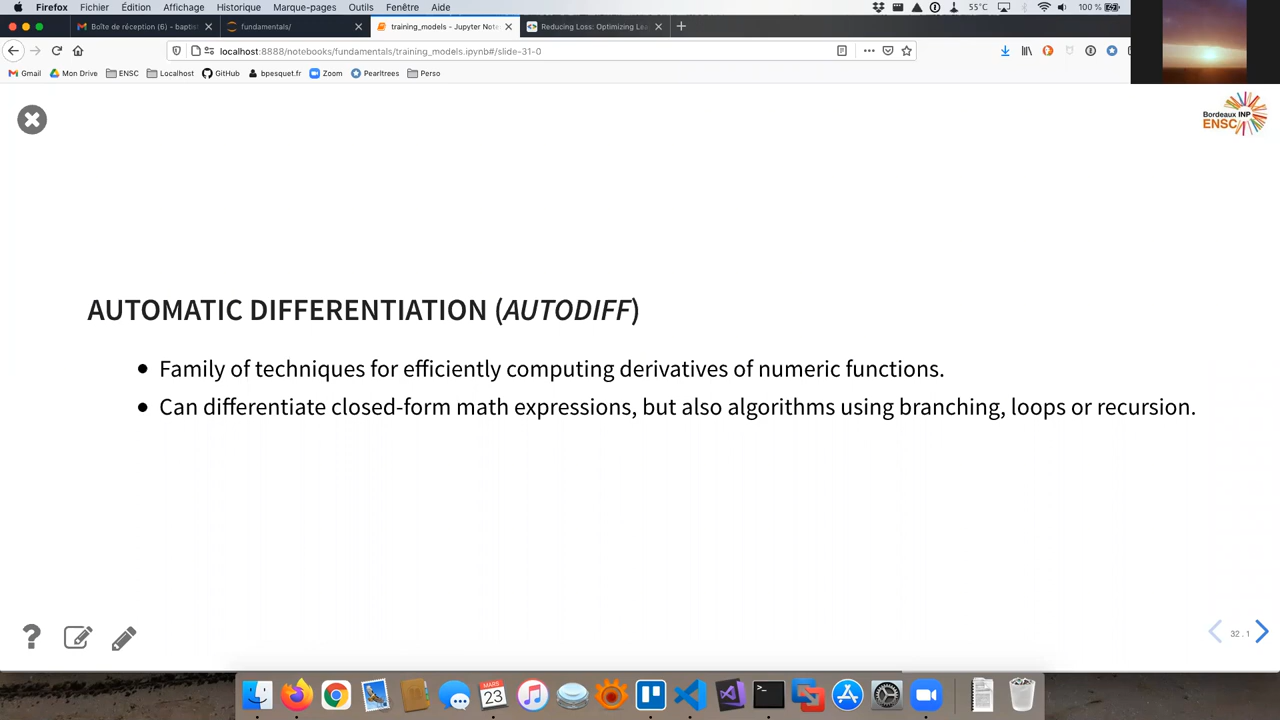 Firefox Fichier Édition Affichage Historique Marque-pages Outils Fenêtre Aide 55°C 100 %
Boîte de réception (6) – baptis fundamentals/ training_models - Jupyter Note Reducing Loss: Optimizing Lea
localhost:8888/notebooks/fundamentals/training_models.ipynb#/slide-31-0
Gmail Mon Drive ENSC Localhost GitHub bpesquet.fr Zoom Pearltrees Perso
Bordeaux INP
ENSC
AUTOMATIC DIFFERENTIATION (AUTODIFF)
• Family of techniques for efficiently computing derivatives of numeric functions.
• Can differentiate closed-form math expressions, but also algorithms using branching, loops or recursion.
32.1
MARS
23